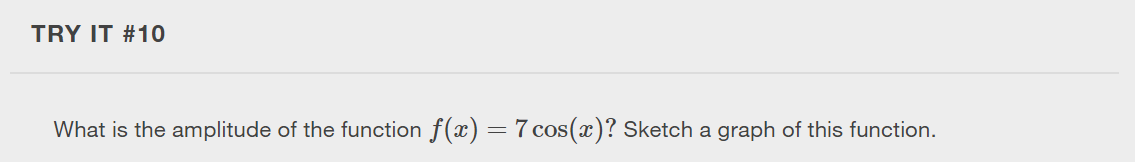 TRY IT #10
What is the amplitude of the function f(x) = 7 cos(x)? Sketch a graph of this function.